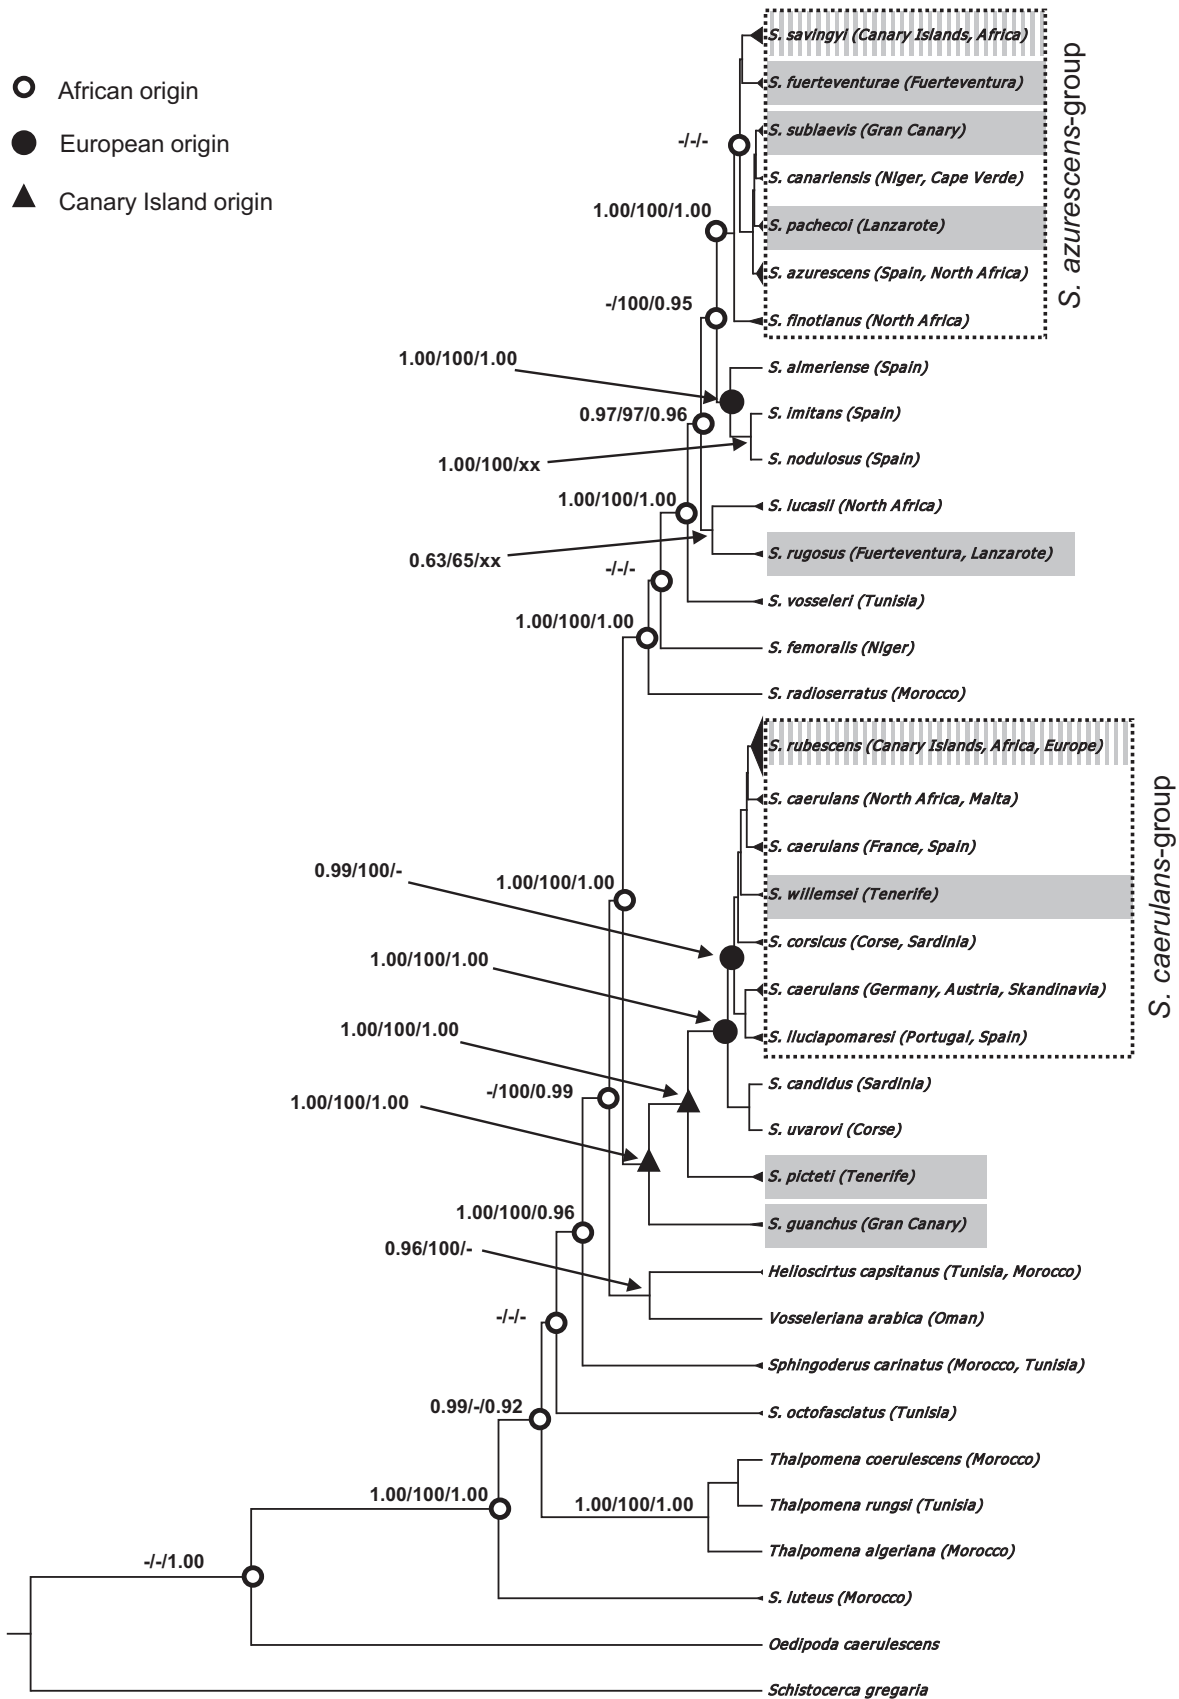 African origin
European origin
Canary Island origin
S. savingyi (Canary Islands, Africa)
S. fuerteventurae (Fuerteventura)
S. sublaevis (Gran Canary)
-/-/-
S. canariensis (Niger, Cape Verde)
1.00/100/1.00
S. pachecoi (Lanzarote)
S. azurescens (Spain, North Africa)
S. azurescens-group
-/100/0.95
S. finotianus (North Africa)
1.00/100/1.00
S. almeriense (Spain)
0.97/97/0.96
S. imitans (Spain)
1.00/100/xx
S. nodulosus (Spain)
1.00/100/1.00
S. lucasii (North Africa)
0.63/65/xx
S. rugosus (Fuerteventura, Lanzarote)
-/-/-
S. vosseleri (Tunisia)
1.00/100/1.00
S. femoralis (Niger)
S. radioserratus (Morocco)
S. rubescens (Canary Islands, Africa, Europe)
S. caerulans (North Africa, Malta)
S. caerulans (France, Spain)
0.99/100/-
1.00/100/1.00
S. willemsei (Tenerife)
S. caerulans-group
S. corsicus (Corse, Sardinia)
1.00/100/1.00
S. caerulans (Germany, Austria, Skandinavia)
1.00/100/1.00
S. lluciapomaresi (Portugal, Spain)
S. candidus (Sardinia)
-/100/0.99
1.00/100/1.00
S. uvarovi (Corse)
S. picteti (Tenerife)
1.00/100/0.96
S. guanchus (Gran Canary)
0.96/100/-
Helioscirtus capsitanus (Tunisia, Morocco)
-/-/-
Vosseleriana arabica (Oman)
Sphingoderus carinatus (Morocco, Tunisia)
0.99/-/0.92
S. octofasciatus (Tunisia)
Thalpomena coerulescens (Morocco)
1.00/100/1.00
1.00/100/1.00
Thalpomena rungsi (Tunisia)
Thalpomena algeriana (Morocco)
-/-/1.00
S. luteus (Morocco)
Oedipoda caerulescens
Schistocerca gregaria